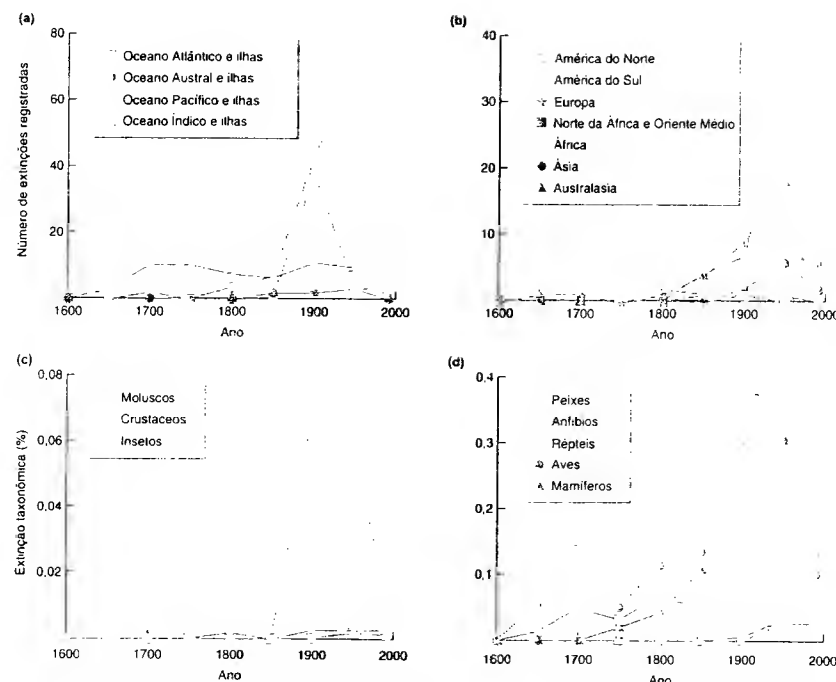 (a)
Número de extinções registradas
80
60
40
20
Oceano Atlântico e ilhas
Oceano Austral e ilhas
Oceano Pacífico e ilhas
Oceano Índico e ilhas
1600 1700 1800 1900 2000
Ano
(b)
40
30
20
10
0
América do Norte
América do Sul
Europa
Norte da África e Oriente Médio
África
Ásia
Australasia
1600 1700 1800 1900 2000
Ano
(c)
Extinção taxonômica (%)
0,08
0,06
0,04
0,02
Moluscos
Crustaceos
Insetos
1600 1700 1800 1900 2000
Ano
(d)
0,4
0,3
0,2
0,1
0
Peixes
Anfíbios
Répteis
Aves
Mamíferos
1600 1700 1800 1900 2000
Ano